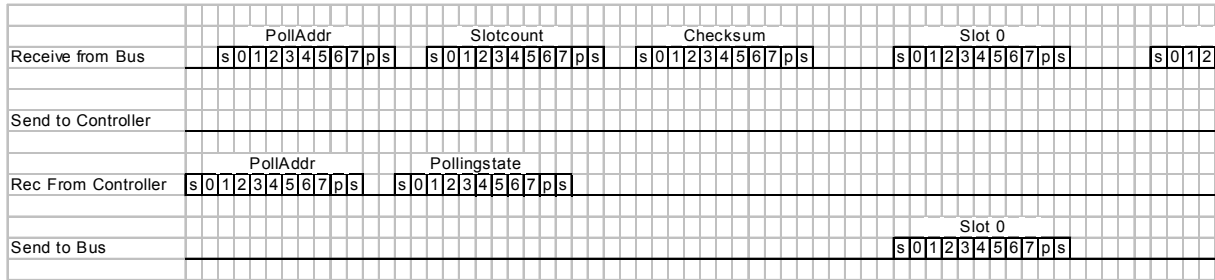 PollAddr Slotcount Checksum Slot 0
Receive from Bus s 0 1 2 3 4 5 6 7 p s s 0 1 2 3 4 5 6 7 p s s 0 1 2 3 4 5 6 7 p s s 0 1 2 3 4 5 6 7 p s s 0 1 2
Send to Controller
PollAddr Pollingstate
Rec From Controller s 0 1 2 3 4 5 6 7 p s s 0 1 2 3 4 5 6 7 p s
Slot 0
Send to Bus s 0 1 2 3 4 5 6 7 p s